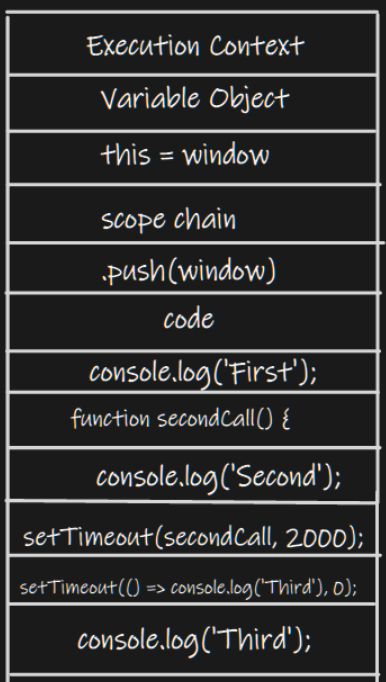 Execution Context
Variable Object
this = window
scope chain
.push(window)
code
console.log('First');
function secondCall() {
console.log('Second');
setTimeout(secondCall, 2000);
setTimeout(() => console.log('Third'), 0);
console.log('Third');